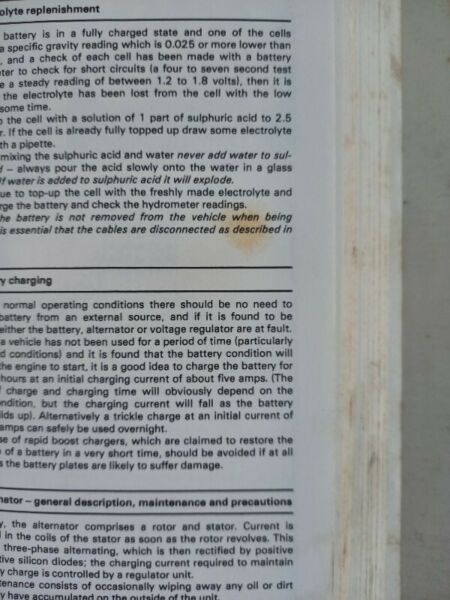 replenishment
battery is in a fully charged state and one of the cells
a specific gravity reading which is 0.025 or more lower than
, and a check of each cell has been made with a battery
to check for short circuits (a four to seven second test
a steady reading of between 1.2 to 1.8 volts), then it is
the electrolyte has been lost from the cell with the low
some time.
the cell with a solution of 1 part of sulphuric acid to 2.5
. If the cell is already fully topped up draw some electrolyte
a pipette.
mixing the sulphuric acid and water never add water to sul-
– always pour the acid slowly onto the water in a glass
If water is added to sulphuric acid it will explode.
to top-up the cell with the freshly made electrolyte and
the battery and check the hydrometer readings.
the battery is not removed from the vehicle when being
is essential that the cables are disconnected as described in
charging
normal operating conditions there should be no need to
battery from an external source, and if it is found to be
either the battery, alternator or voltage regulator are at fault.
a vehicle has not been used for a period of time (particularly
conditions) and it is found that the battery condition will
the engine to start, it is a good idea to charge the battery for
hours at an initial charging current of about five amps. (The
charge and charging time will obviously depend on the
but the charging current will fall as the battery
up). Alternatively a trickle charge at an initial current of
amps can safely be used overnight.
of rapid boost chargers, which are claimed to restore the
of a battery in a very short time, should be avoided if at all
the battery plates are likely to suffer damage.
– general description, maintenance and precautions
, the alternator comprises a rotor and stator. Current is
in the coils of the stator as soon as the rotor revolves. This
three-phase alternating, which is then rectified by positive
silicon diodes; the charging current required to maintain
charge is controlled by a regulator unit.
consists of occasionally wiping away any oil or dirt
have accumulated on the outside of the unit.